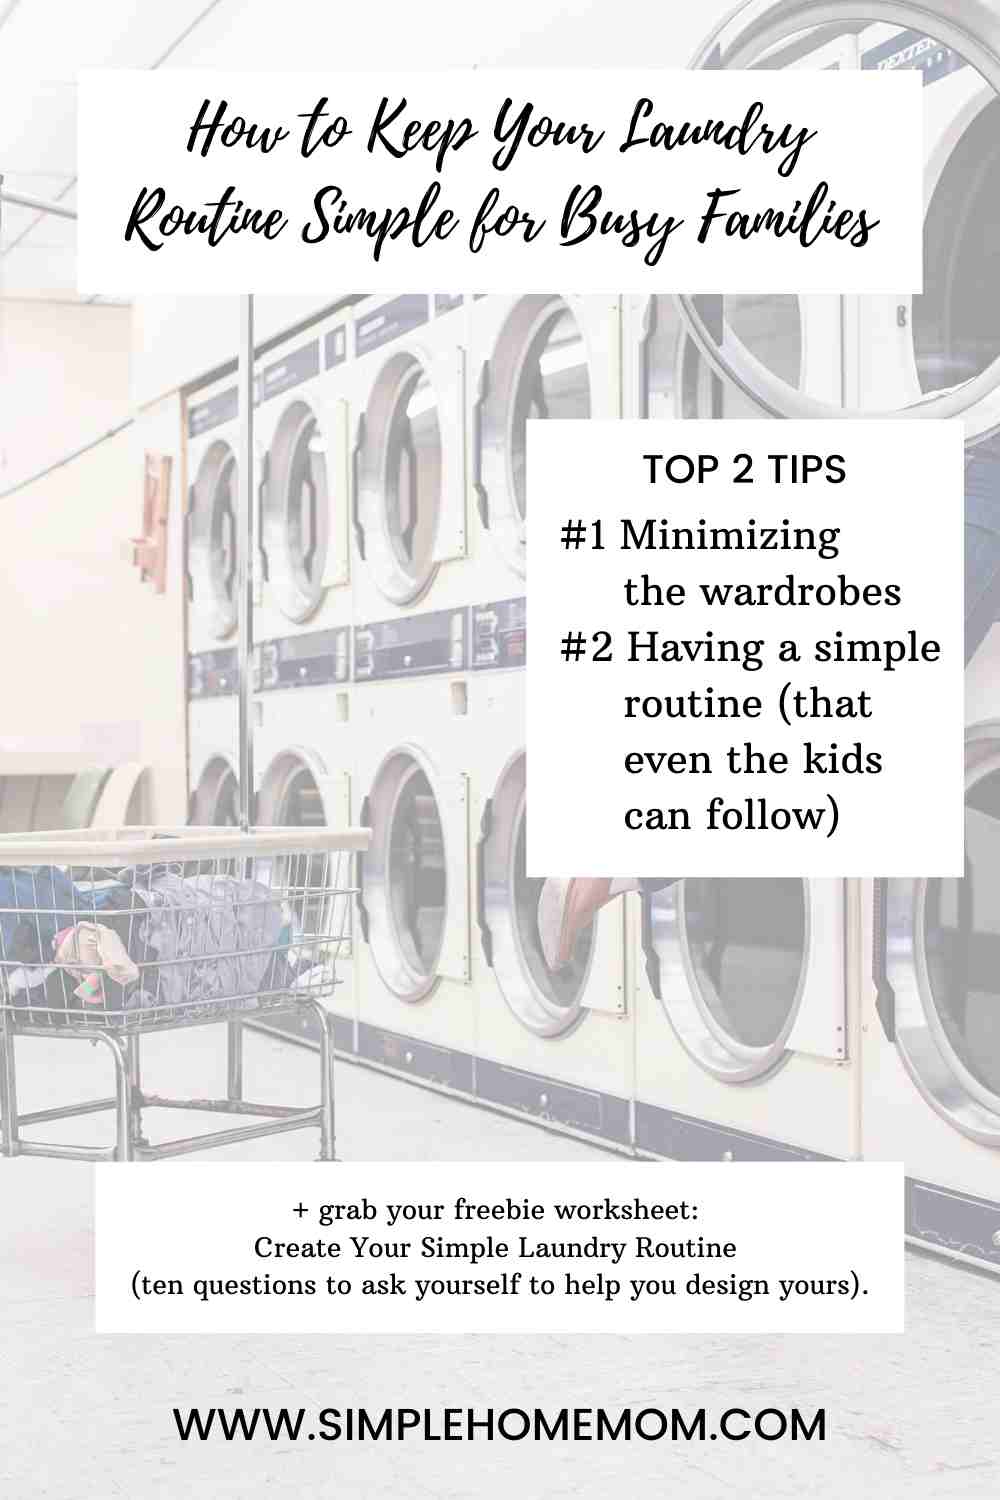 DEXTER
How to Keep Your Laundry
Routine Simple for Busy Families
TOP 2 TIPS
#1 Minimizing
the wardrobes
#2 Having a simple
routine (that
even the kids
can follow)
+ grab your freebie worksheet:
Create Your Simple Laundry Routine
(ten questions to ask yourself to help you design yours).
WWW.SIMPLEHOMEMOM.COM